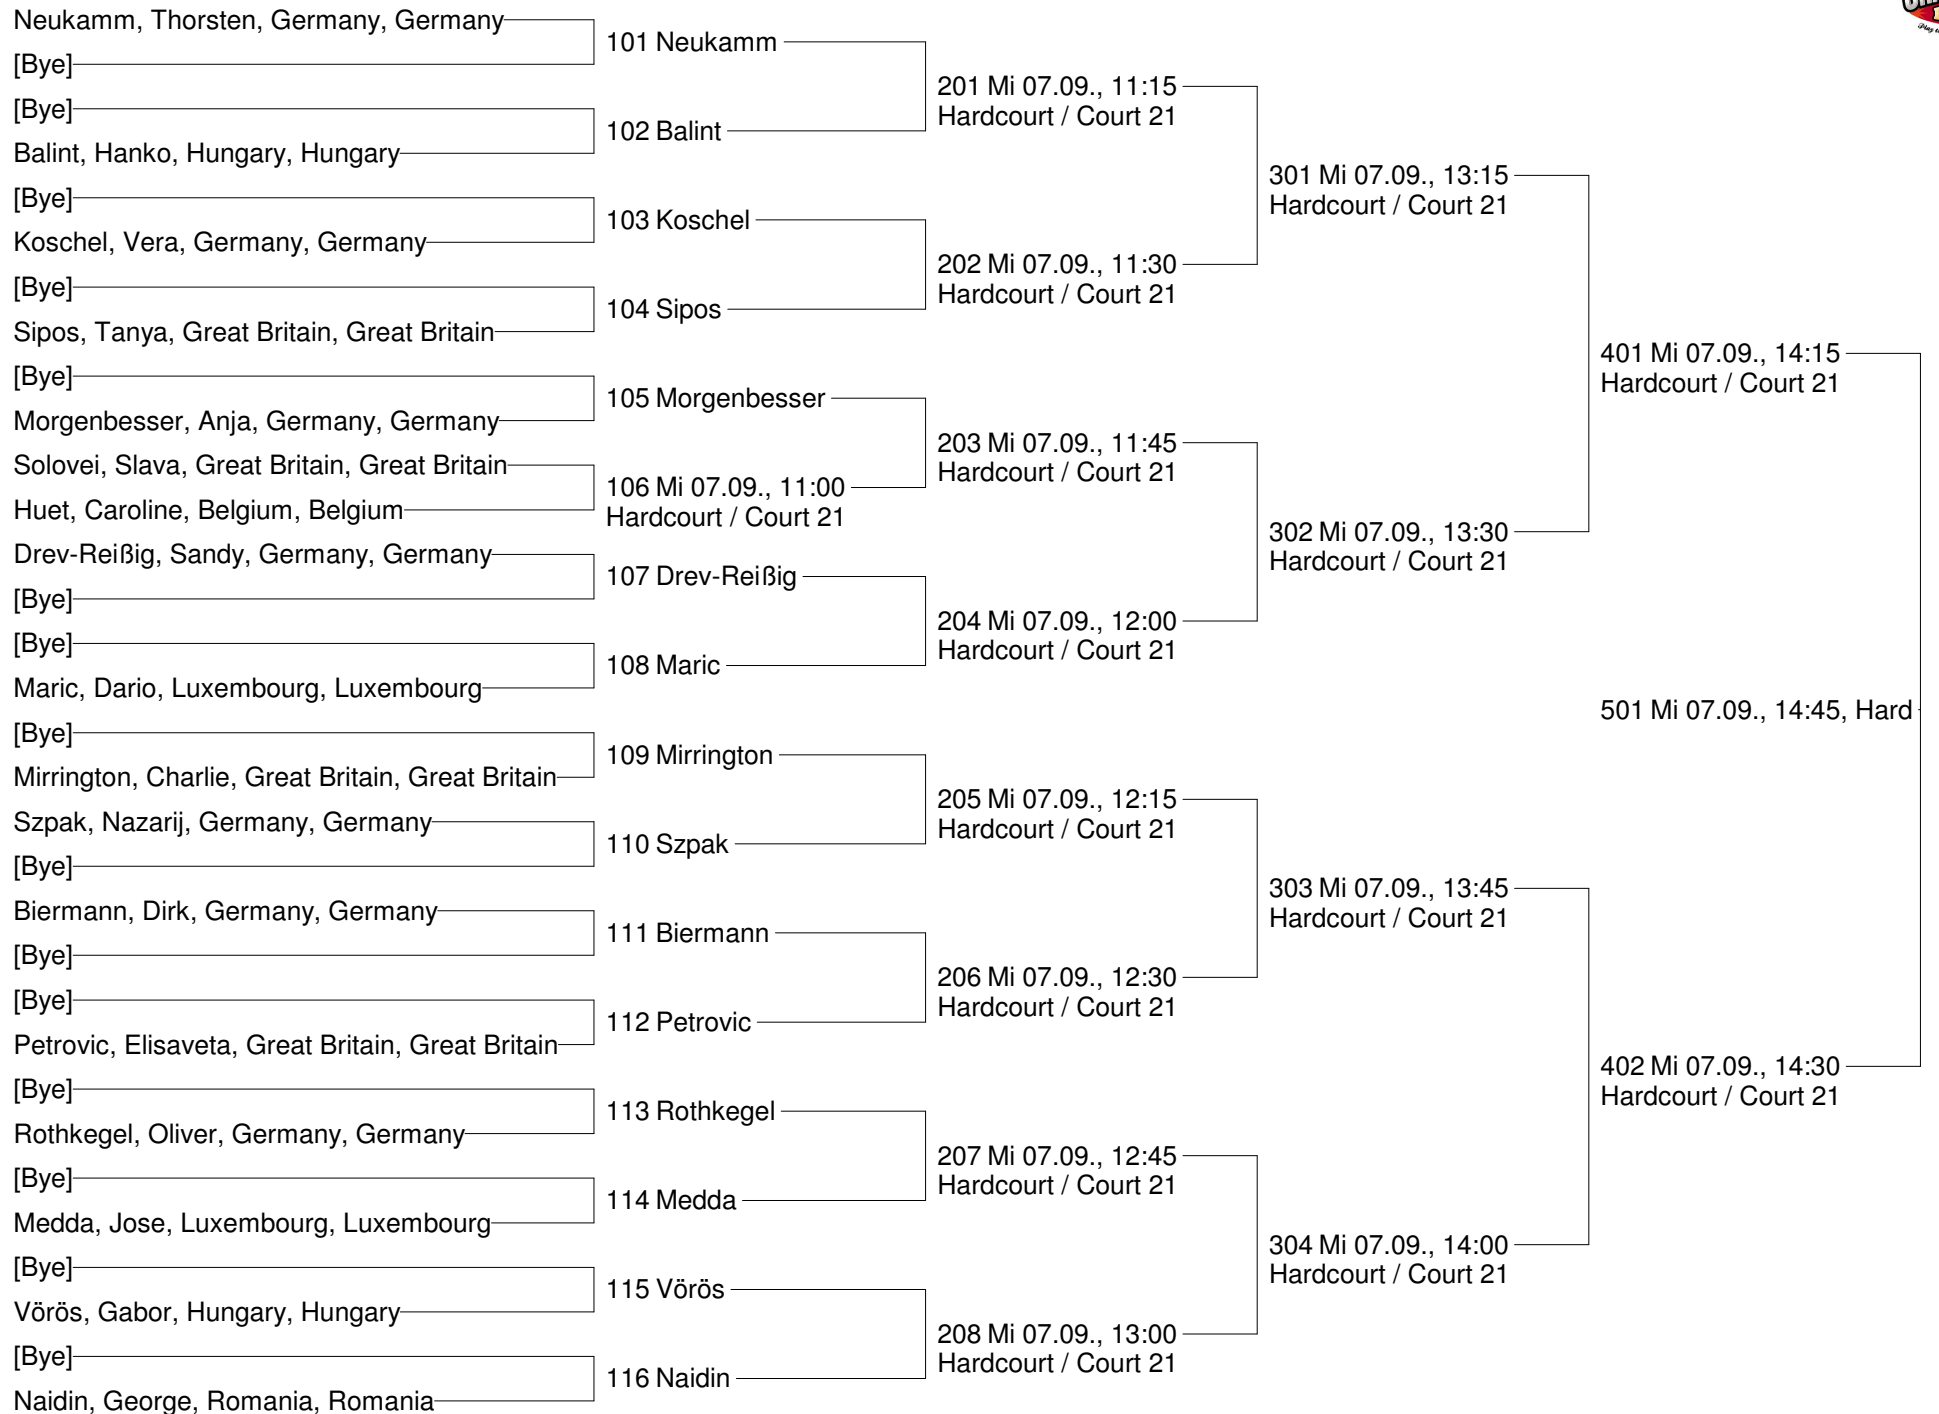 Neukamm, Thorsten, Germany, Germany
[Bye]
[Bye]
Balint, Hanko, Hungary, Hungary
[Bye]
Koschel, Vera, Germany, Germany
[Bye]
Sipos, Tanya, Great Britain, Great Britain
[Bye]
Morgenbesser, Anja, Germany, Germany
Solovei, Slava, Great Britain, Great Britain
Huet, Caroline, Belgium, Belgium
Drev-Reißig, Sandy, Germany, Germany
[Bye]
[Bye]
Maric, Dario, Luxembourg, Luxembourg
[Bye]
Mirrington, Charlie, Great Britain, Great Britain
Szpak, Nazarij, Germany, Germany
[Bye]
Biermann, Dirk, Germany, Germany
[Bye]
[Bye]
Petrovic, Elisaveta, Great Britain, Great Britain
[Bye]
Rothkegel, Oliver, Germany, Germany
[Bye]
Medda, Jose, Luxembourg, Luxembourg
[Bye]
Vörös, Gabor, Hungary, Hungary
[Bye]
Naidin, George, Romania, Romania
101 Neukamm
102 Balint
103 Koschel
104 Sipos
105 Morgenbesser
106 Mi 07.09., 11:00
Hardcourt / Court 21
107 Drev-Reißig
108 Maric
109 Mirrington
110 Szpak
111 Biermann
112 Petrovic
113 Rothkegel
114 Medda
115 Vörös
116 Naidin
201 Mi 07.09., 11:15
Hardcourt / Court 21
202 Mi 07.09., 11:30
Hardcourt / Court 21
203 Mi 07.09., 11:45
Hardcourt / Court 21
204 Mi 07.09., 12:00
Hardcourt / Court 21
205 Mi 07.09., 12:15
Hardcourt / Court 21
206 Mi 07.09., 12:30
Hardcourt / Court 21
207 Mi 07.09., 12:45
Hardcourt / Court 21
208 Mi 07.09., 13:00
Hardcourt / Court 21
301 Mi 07.09., 13:15
Hardcourt / Court 21
302 Mi 07.09., 13:30
Hardcourt / Court 21
303 Mi 07.09., 13:45
Hardcourt / Court 21
304 Mi 07.09., 14:00
Hardcourt / Court 21
401 Mi 07.09., 14:15
Hardcourt / Court 21
402 Mi 07.09., 14:30
Hardcourt / Court 21
501 Mi 07.09., 14:45, Hard